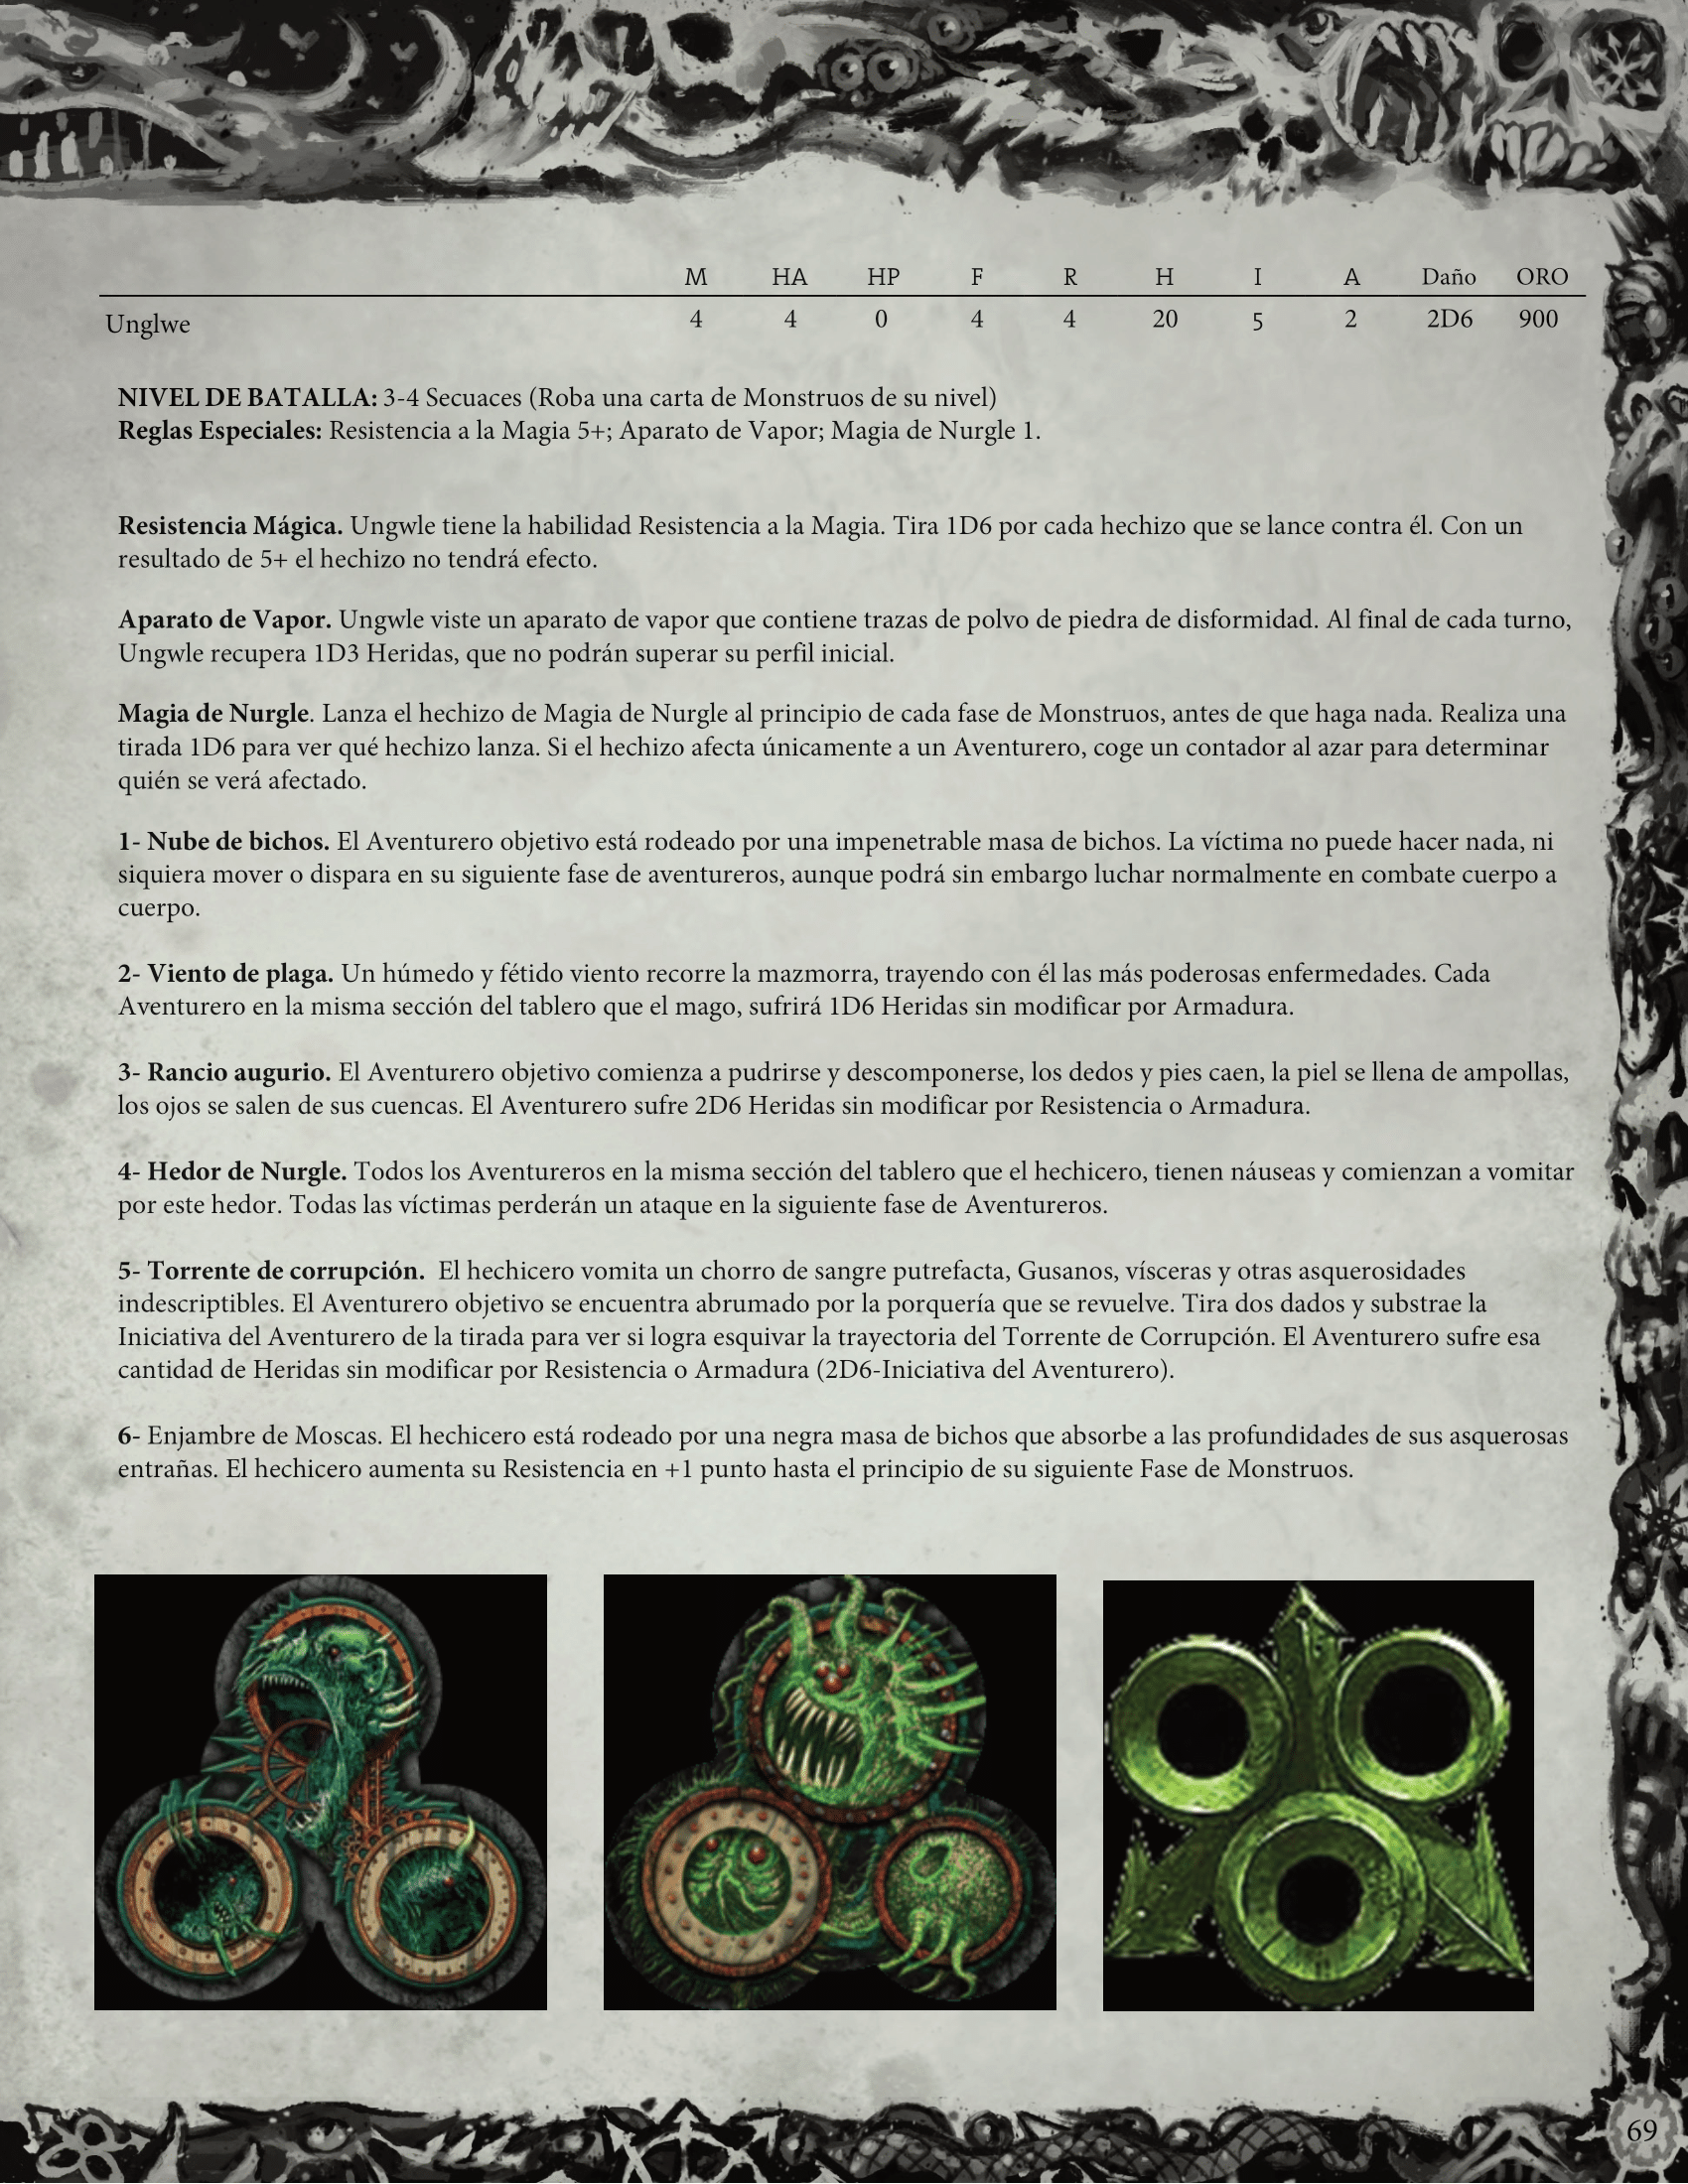 M HA HP F R H I A Daño ORO
Unglwe 4 4 0 4 4 20 5 2 2D6 900
NIVEL DE BATALLA: 3-4 Secuaces (Roba una carta de Monstruos de su nivel)
Reglas Especiales: Resistencia a la Magia 5+; Aparato de Vapor; Magia de Nurgle 1.
Resistencia Mágica. Ungwle tiene la habilidad Resistencia a la Magia. Tira 1D6 por cada hechizo que se lance contra él. Con un
resultado de 5+ el hechizo no tendrá efecto.
Aparato de Vapor. Ungwle viste un aparato de vapor que contiene trazas de polvo de piedra de disformidad. Al final de cada turno,
Ungwle recupera 1D3 Heridas, que no podrán superar su perfil inicial.
Magia de Nurgle. Lanza el hechizo de Magia de Nurgle al principio de cada fase de Monstruos, antes de que haga nada. Realiza una
tirada 1D6 para ver qué hechizo lanza. Si el hechizo afecta únicamente a un Aventurero, coge un contador al azar para determinar
quién se verá afectado.
1- Nube de bichos. El Aventurero objetivo está rodeado por una impenetrable masa de bichos. La víctima no puede hacer nada, ni
siquiera mover o dispara en su siguiente fase de aventureros, aunque podrá sin embargo luchar normalmente en combate cuerpo a
cuerpo.
2- Viento de plaga. Un húmedo y fétido viento recorre la mazmorra, trayendo con él las más poderosas enfermedades. Cada
Aventurero en la misma sección del tablero que el mago, sufrirá 1D6 Heridas sin modificar por Armadura.
3- Rancio augurio. El Aventurero objetivo comienza a pudrirse y descomponerse, los dedos y pies caen, la piel se llena de ampollas,
los ojos se salen de sus cuencas. El Aventurero sufre 2D6 Heridas sin modificar por Resistencia o Armadura.
4- Hedor de Nurgle. Todos los Aventureros en la misma sección del tablero que el hechicero, tienen náuseas y comienzan a vomitar
por este hedor. Todas las víctimas perderán un ataque en la siguiente fase de Aventureros.
5- Torrente de corrupción. El hechicero vomita un chorro de sangre putrefacta, Gusanos, vísceras y otras asquerosidades
indescriptibles. El Aventurero objetivo se encuentra abrumado por la porquería que se revuelve. Tira dos dados y substrae la
Iniciativa del Aventurero de la tirada para ver si logra esquivar la trayectoria del Torrente de Corrupción. El Aventurero sufre esa
cantidad de Heridas sin modificar por Resistencia o Armadura (2D6-Iniciativa del Aventurero).
6- Enjambre de Moscas. El hechicero está rodeado por una negra masa de bichos que absorbe a las profundidades de sus asquerosas
entrañas. El hechicero aumenta su Resistencia en +1 punto hasta el principio de su siguiente Fase de Monstruos.
69